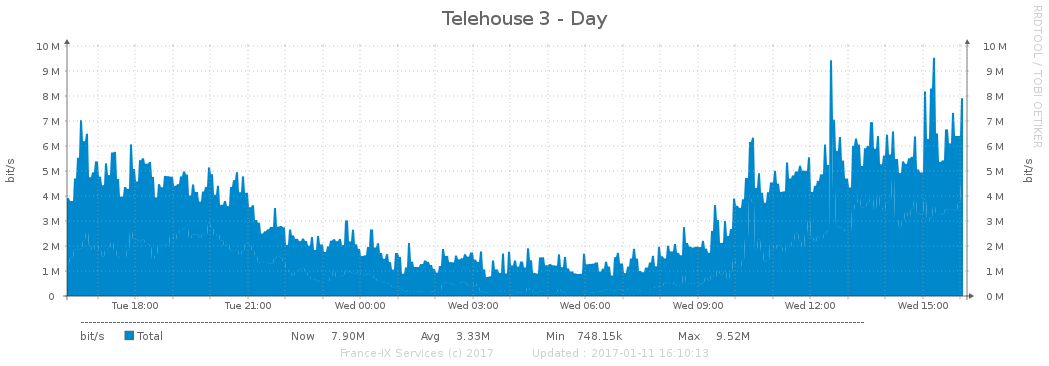 Telehouse 3 - Day
RRDTOOL / TOBI OETIKER
bit/s
bit/s
10 M 10 M
9 M 9 M
8 M 8 M
7 M 7 M
6 M 6 M
5 M 5 M
4 M 4 M
3 M 3 M
2 M 2 M
1 M 1 M
0 0 M
Tue 18:00 Tue 21:00 Wed 00:00 Wed 03:00 Wed 06:00 Wed 09:00 Wed 12:00 Wed 15:00
bit/s Total Now 7.90M Avg 3.33M Min 748.15k Max 9.52M
France-IX Services (c) 2017 Updated : 2017-01-11 16:10:13